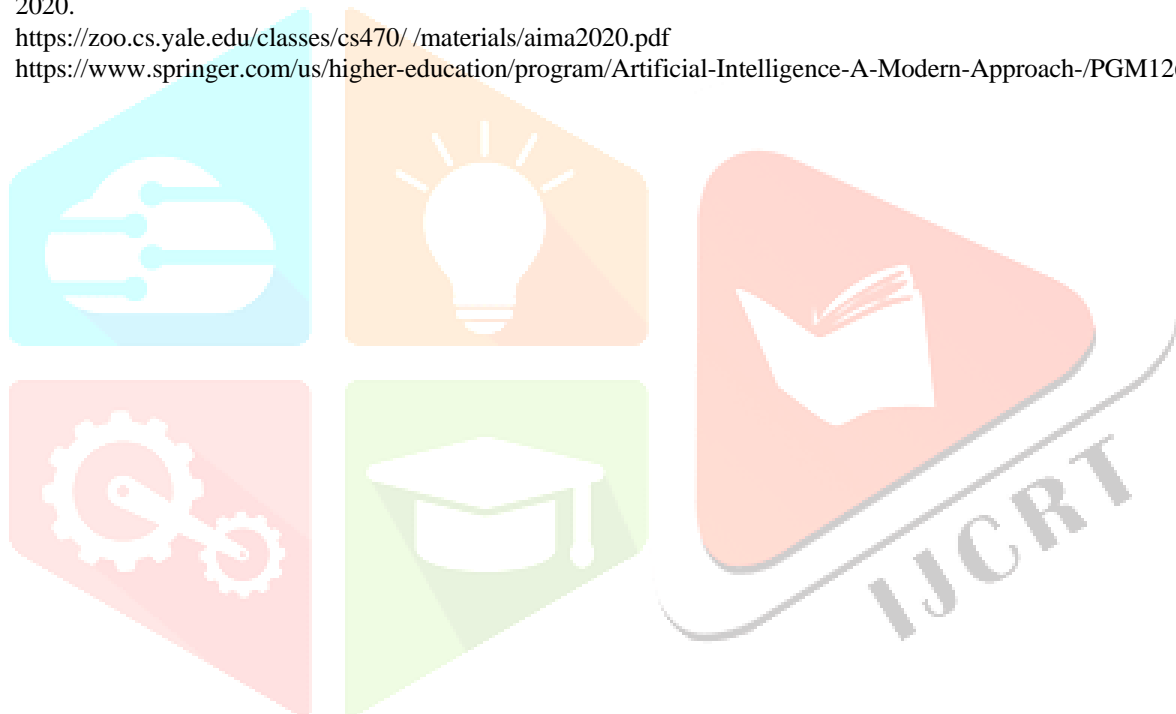 2020.
https://zoo.cs.yale.edu/classes/cs470/ /materials/aima2020.pdf
https://www.springer.com/us/higher-education/program/Artificial-Intelligence-A-Modern-Approach-/PGM12
IJCRT